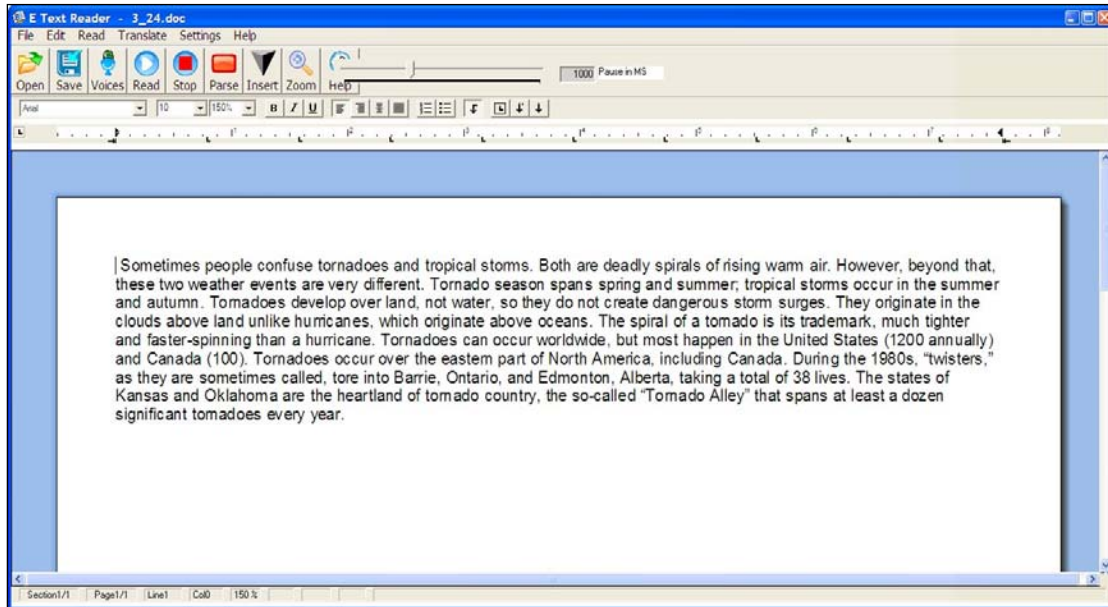 E Text Reader - 3_24.doc
File Edit Read Translate Settings Help
Open Save Voices Read Stop Parse Insert Zoom Help
1000 Pause in MS
Arial 10 150% B I U
1 2 3 4 5 6 7 8
Sometimes people confuse tornadoes and tropical storms. Both are deadly spirals of rising warm air. However, beyond that,
these two weather events are very different. Tornado season spans spring and summer; tropical storms occur in the summer
and autumn. Tornadoes develop over land, not water, so they do not create dangerous storm surges. They originate in the
clouds above land unlike hurricanes, which originate above oceans. The spiral of a tornado is its trademark, much tighter
and faster-spinning than a hurricane. Tornadoes can occur worldwide, but most happen in the United States (1200 annually)
and Canada (100). Tornadoes occur over the eastern part of North America, including Canada. During the 1980s, “twisters,”
as they are sometimes called, tore into Barrie, Ontario, and Edmonton, Alberta, taking a total of 38 lives. The states of
Kansas and Oklahoma are the heartland of tornado country, the so-called “Tornado Alley” that spans at least a dozen
significant tornadoes every year.
Section1/1 Page1/1 Line1 Col0 150 %